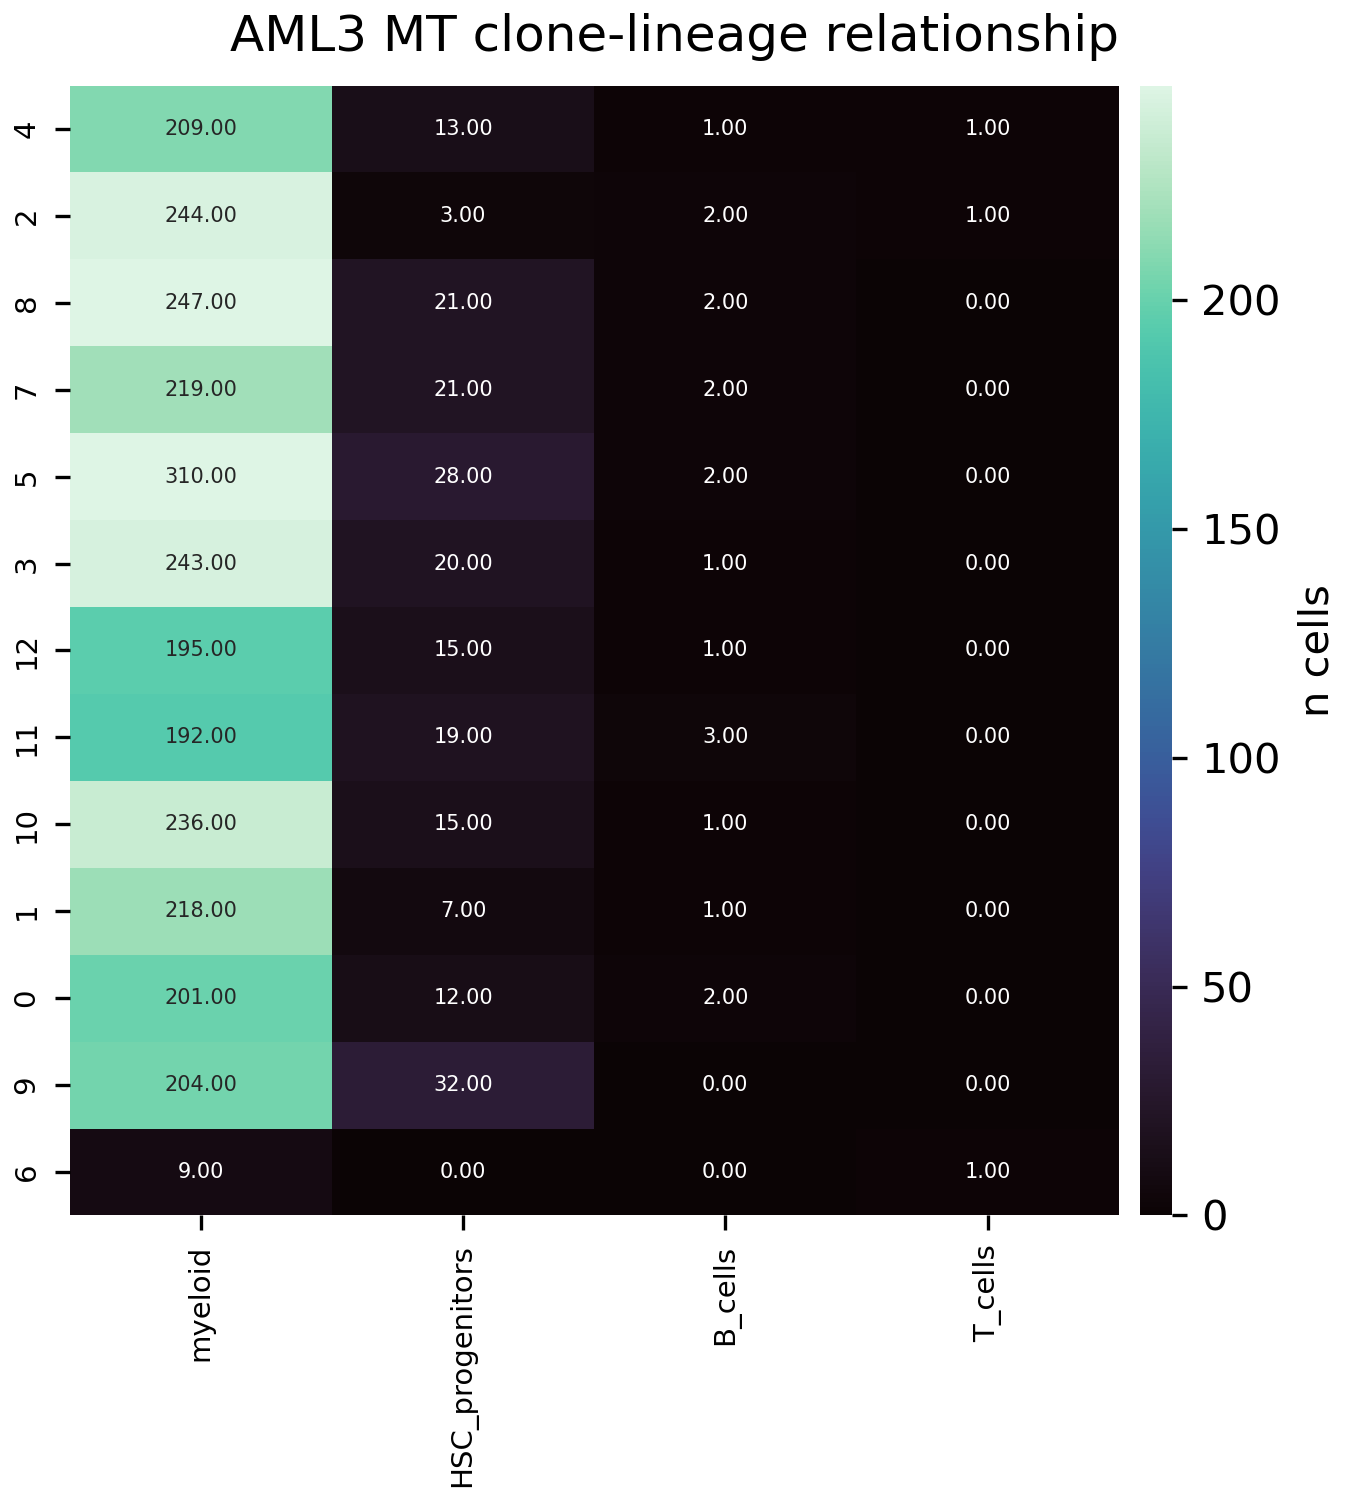 AML3 MT clone-lineage relationship
4 209.00 13.00 1.00 1.00
2 244.00 3.00 2.00 1.00
8 247.00 21.00 2.00 0.00
7 219.00 21.00 2.00 0.00
5 310.00 28.00 2.00 0.00
3 243.00 20.00 1.00 0.00
12 195.00 15.00 1.00 0.00
11 192.00 19.00 3.00 0.00
10 236.00 15.00 1.00 0.00
1 218.00 7.00 1.00 0.00
0 201.00 12.00 2.00 0.00
9 204.00 32.00 0.00 0.00
6 9.00 0.00 0.00 1.00
myeloid
HSC_progenitors
B_cells
T_cells
200
150
100
50
0
n cells